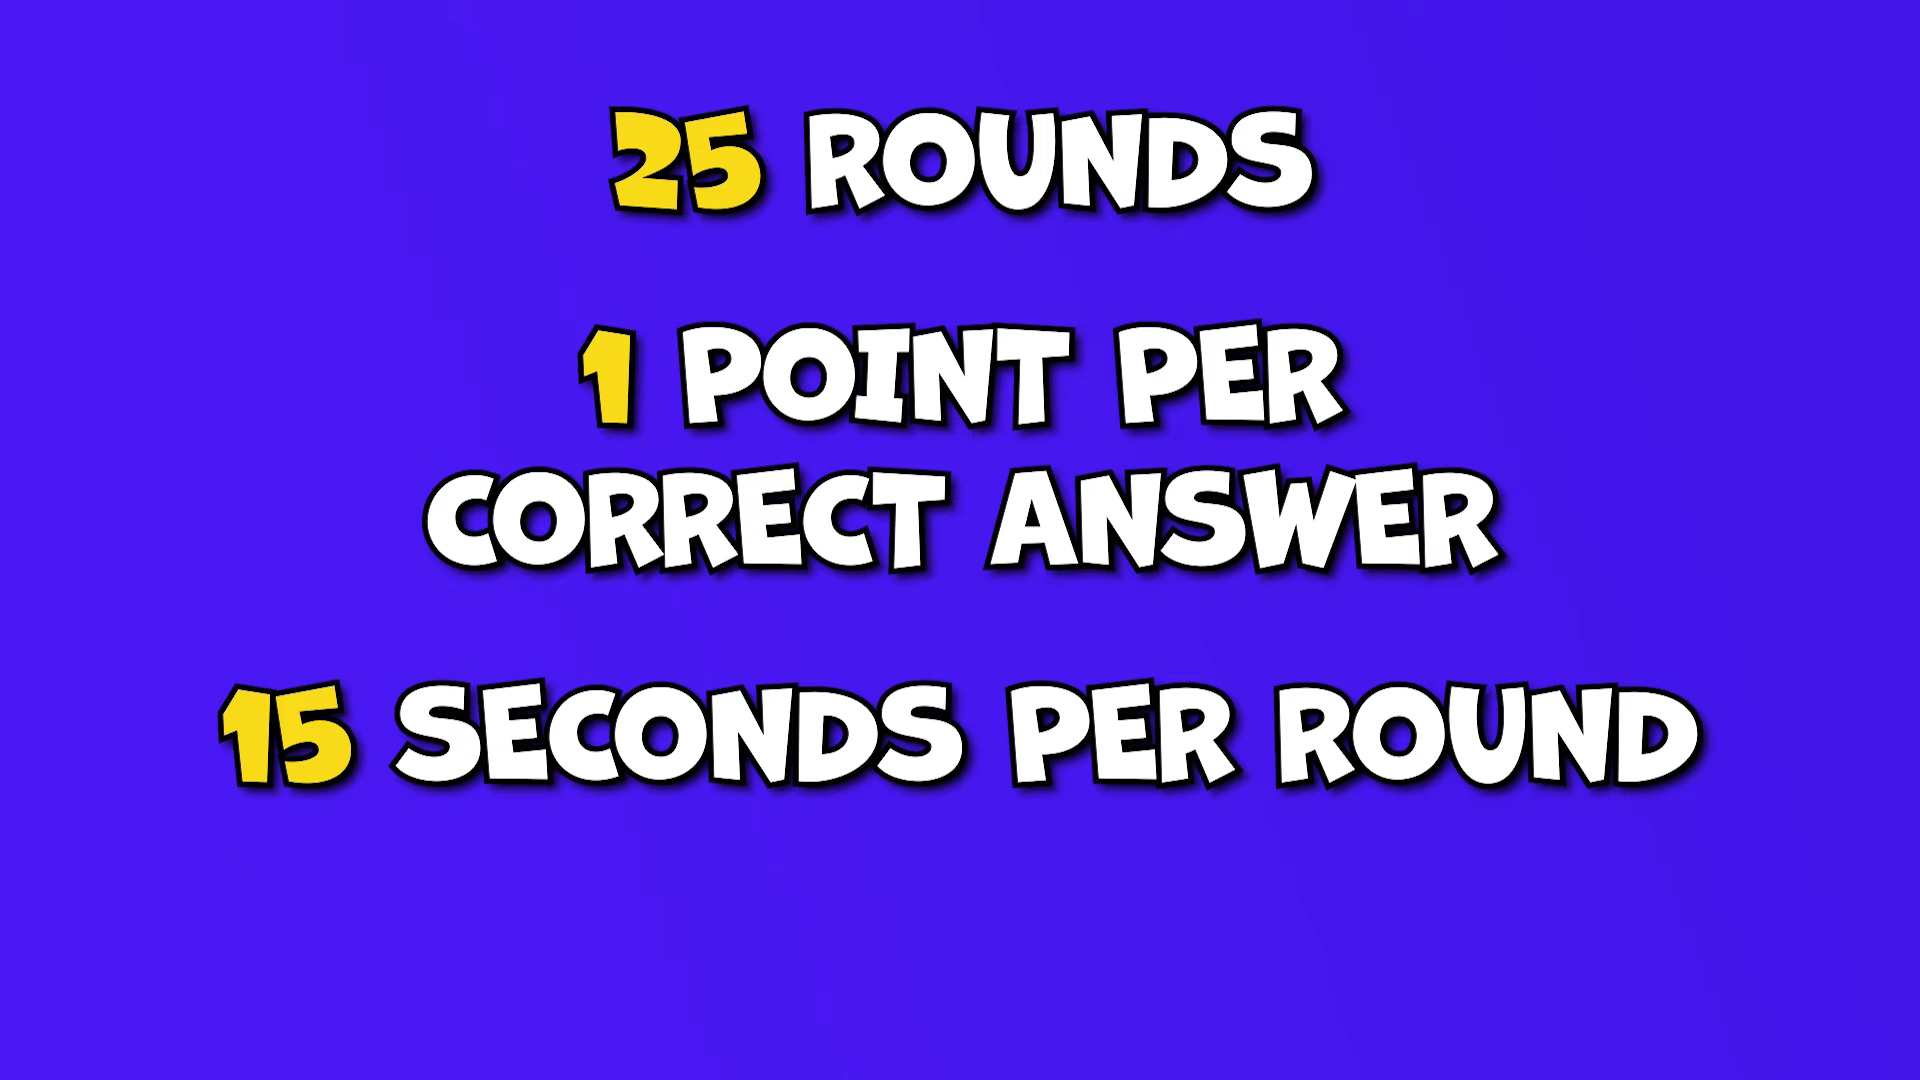 25 ROUNDS
1 POINT PER
CORRECT ANSWER
15 SECONDS PER ROUND